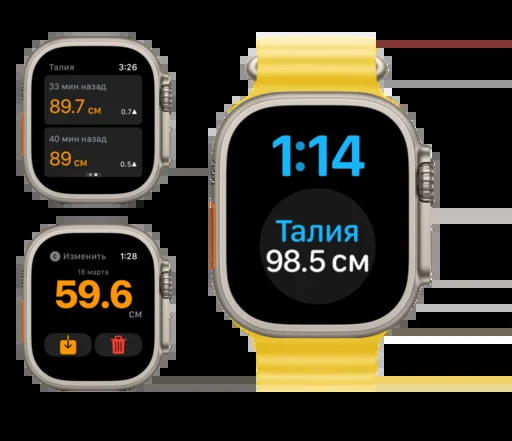 Талия 3:26
33 мин назад
89.7 см 0.7▲
40 мин назад
89 см 0.5▲
Изменить 1:28
18 марта
59.6
см
1:14
Талия
98.5 см